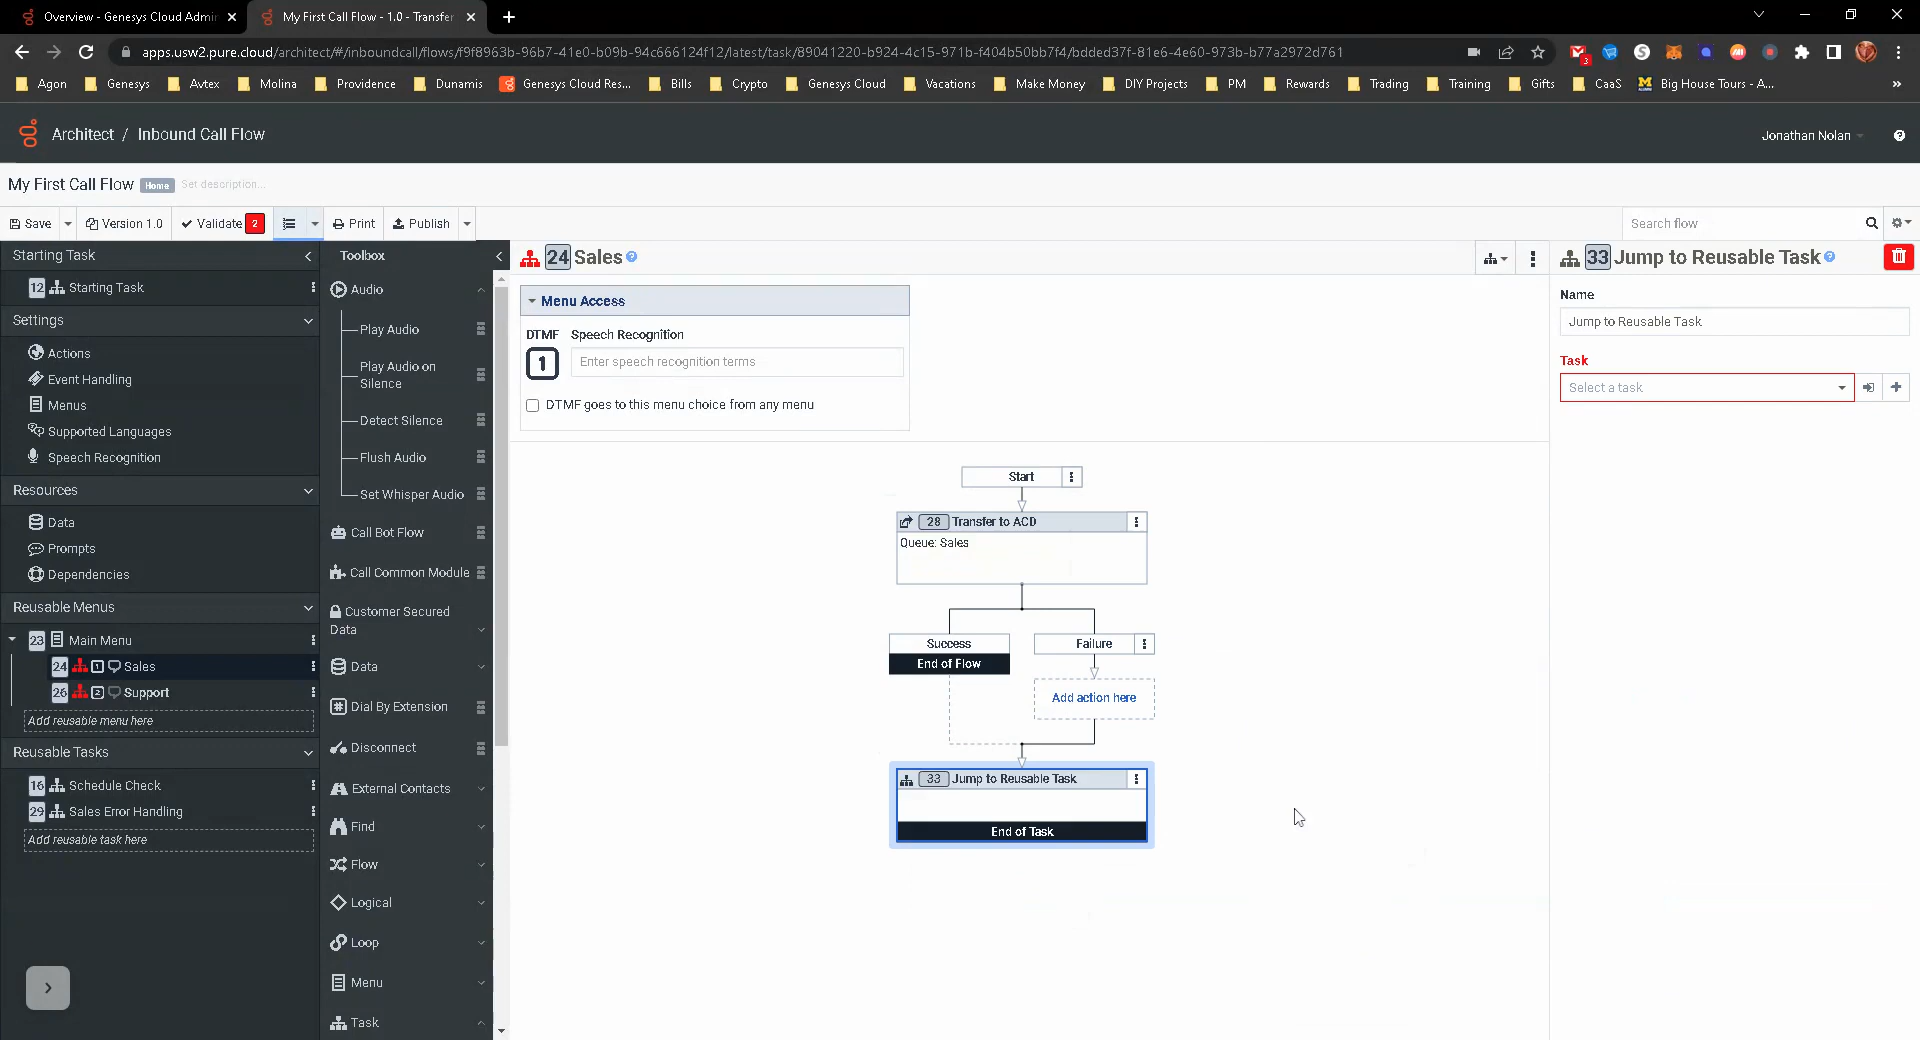 Overview - Genesys Cloud Admin
My First Call Flow - 1.0 - Transfer
apps.usw2.pure.cloud/architect/#/inboundcall/flows/f9f8963b-96b7-41e0-b09b-94c666124f12/latest/task/89041220-b924-4c15-971b-f404b50bb7f4/bdded37f-81e6-4e60-973b-b77a2972d761
3
Agon
Genesys
Avtex
Molina
Providence
Dunamis
Genesys Cloud Res...
Bills
Crypto
Genesys Cloud
Vacations
Make Money
DIY Projects
PM
Rewards
Trading
Training
Gifts
CaaS
Big House Tours - A...
Architect / Inbound Call Flow
Jonathan Nolan
My First Call Flow Home Set description...
Save
Version 1.0
Validate 2
Print
Publish
Search flow
Starting Task
12 Starting Task
Settings
Actions
Event Handling
Menus
Supported Languages
Speech Recognition
Resources
Data
Prompts
Dependencies
Reusable Menus
23 Main Menu
24 1 Sales
26 2 Support
Add reusable menu here
Reusable Tasks
16 Schedule Check
29 Sales Error Handling
Add reusable task here
Toolbox
Audio
Play Audio
Play Audio on
Silence
Detect Silence
Flush Audio
Set Whisper Audio
Call Bot Flow
Call Common Module
Customer Secured
Data
Data
Dial By Extension
Disconnect
External Contacts
Find
Flow
Logical
Loop
Menu
Task
24 Sales
Menu Access
DTMF Speech Recognition
1 Enter speech recognition terms
DTMF goes to this menu choice from any menu
Start
28 Transfer to ACD
Queue: Sales
Success
End of Flow
Failure
Add action here
33 Jump to Reusable Task
End of Task
33 Jump to Reusable Task
Name
Jump to Reusable Task
Task
Select a task